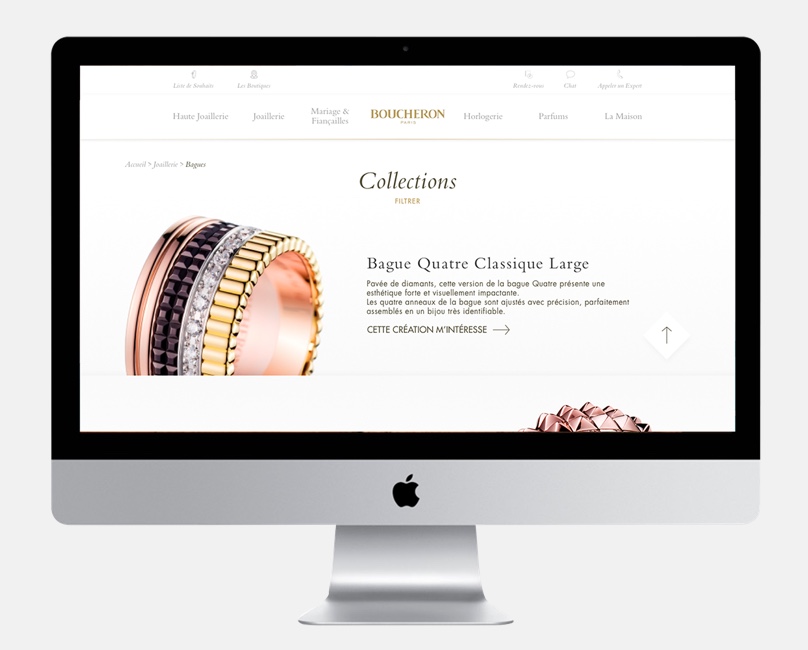 Livre de Souhaits
Les Boutiques
Rendez-vous
Chat
Appeler un Expert
Haute Joaillerie
Joaillerie
Mariage &
Fiançailles
BOUCHERON
PARIS
Horlogerie
Parfums
La Maison
Accueil > Joaillerie > Bagues
Collections
FILTRER
Bague Quatre Classique Large
Pavée de diamants, cette version de la bague Quatre présente une
esthétique forte et visuellement impactante.
Les quatre anneaux de la bague sont ajustés avec précision, parfaitement
assemblés en un bijou très identifiable.
CETTE CRÉATION M'INTÉRESSE